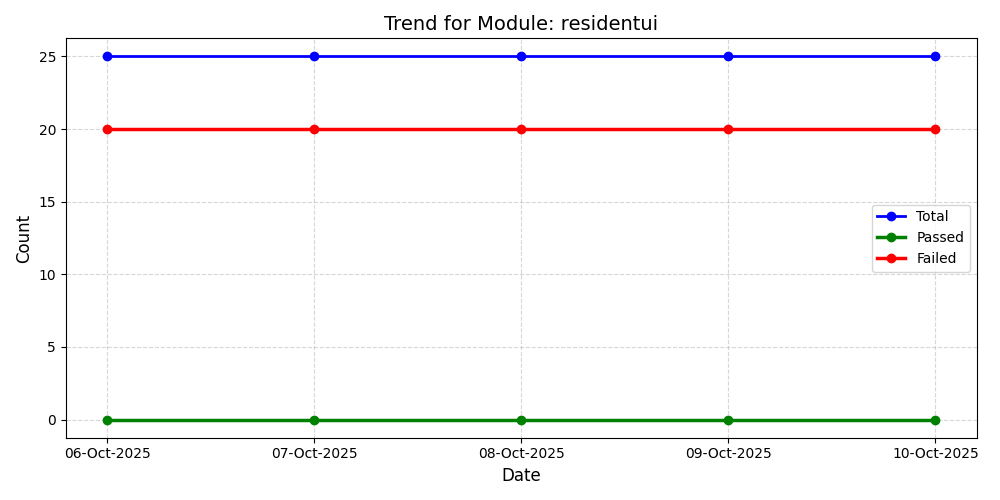 Trend for Module: residentui
Count
25
20
15
10
5
0
Total
Passed
Failed
06-Oct-2025
07-Oct-2025
08-Oct-2025
09-Oct-2025
10-Oct-2025
Date